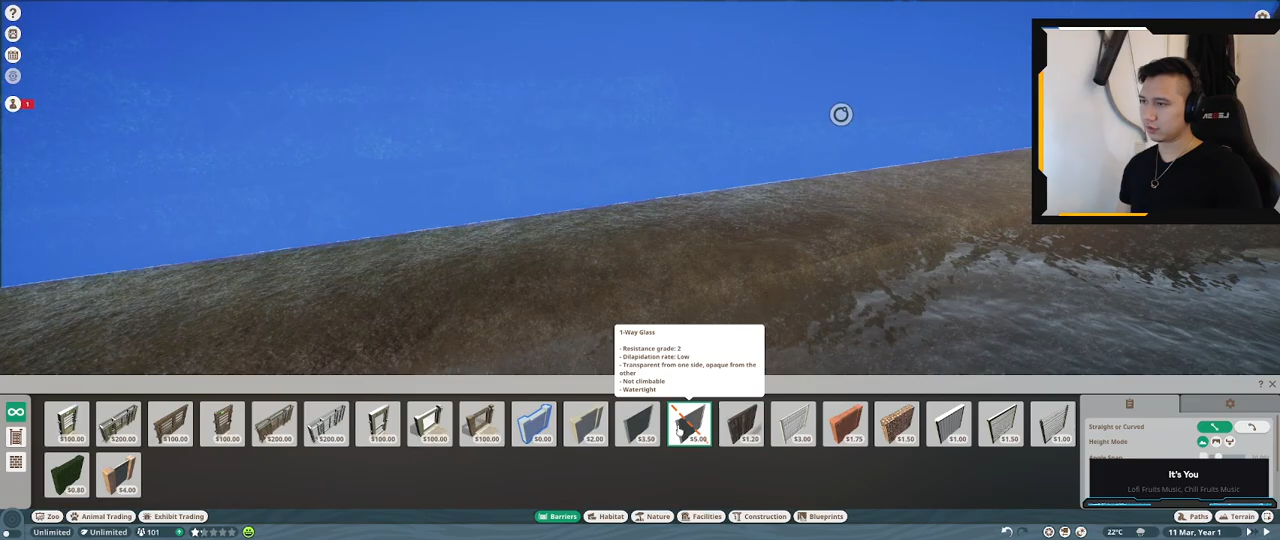 ?
1
AEGSJ
1-Way Glass
- Resistance grade: 2
- Dilapidation rate: Low
- Transparent from one side, opaque from the
other
- Not climbable
- Watertight
? ×
$100.00 $200.00 $100.00 $100.00 $200.00 $200.00 $100.00 $100.00 $100.00 $0.00 $2.00 $3.50 $5.00 $1.20 $3.00 $1.75 $1.50 $1.00 $1.50 $1.00
$0.80 $4.00
Straight or Curved
Height Mode
It's You
Lofi Fruits Music, Chill Fruits Music
Zoo Animal Trading Exhibit Trading Barriers Habitat Nature Facilities Construction Blueprints Paths Terrain
Unlimited Unlimited 101 22°C 11 Mar, Year 1